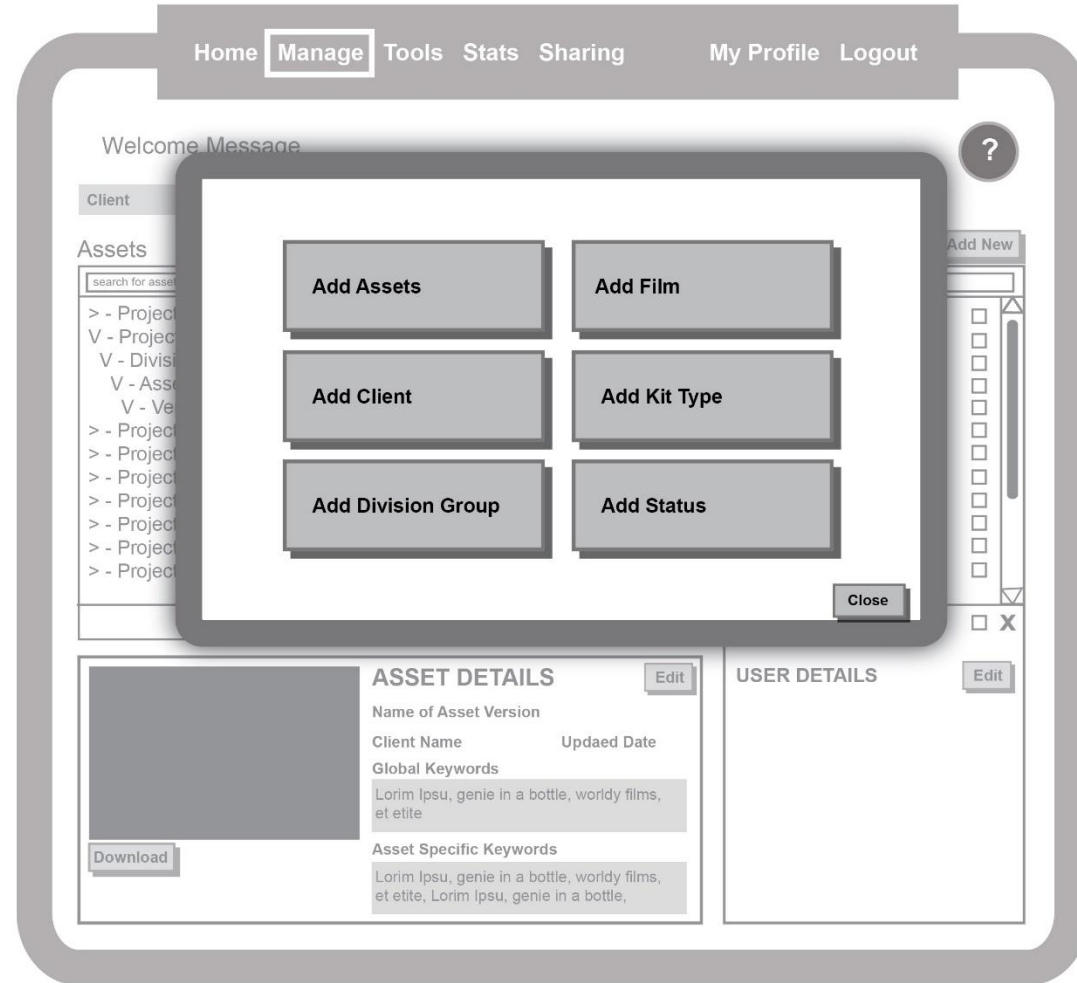 Home Manage Tools Stats Sharing My Profile Logout
Welcome Message
?
Client
Assets
Add New
search for asset
> - Project
V - Project
V - Divisi
V - Asse
V - Ve
> - Project
> - Project
> - Project
> - Project
> - Project
> - Project
> - Project
Add Assets
Add Film
Add Client
Add Kit Type
Add Division Group
Add Status
Close
X
ASSET DETAILS
Edit
Name of Asset Version
Client Name Updaed Date
Global Keywords
Lorim Ipsu, genie in a bottle, worldy films,
et etite
Download
Asset Specific Keywords
Lorim Ipsu, genie in a bottle, worldy films,
et etite, Lorim Ipsu, genie in a bottle,
USER DETAILS
Edit